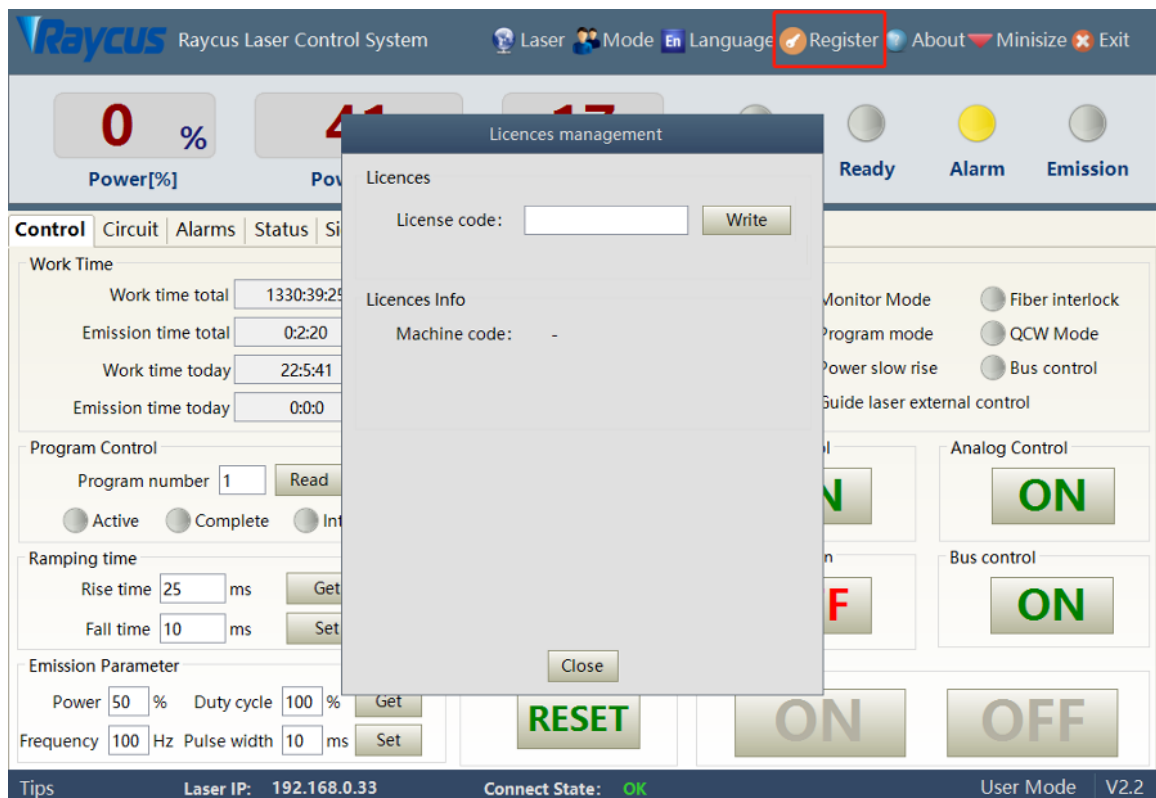 Raycus Raycus Laser Control System Laser Mode En Language Register About Minisize Exit
0 % 41 17
Power[%] Ready Alarm Emission
Licences management
Licences
License code: Write
Licences Info
Machine code: -
Close
Control Circuit Alarms Status
Work Time
Work time total 1330:39:25
Emission time total 0:2:20
Work time today 22:5:41
Emission time today 0:0:0
Monitor Mode Fiber interlock
Program mode QCW Mode
Power slow rise Bus control
Guide laser external control
Program Control
Program number 1 Read
Active Complete
Analog Control
ON
Ramping time
Rise time 25 ms Get
Fall time 10 ms Set
Bus control
ON
Emission Parameter
Power 50 % Duty cycle 100 % Get
Frequency 100 Hz Pulse width 10 ms Set
RESET
ON OFF
Tips Laser IP: 192.168.0.33 Connect State: OK User Mode V2.2